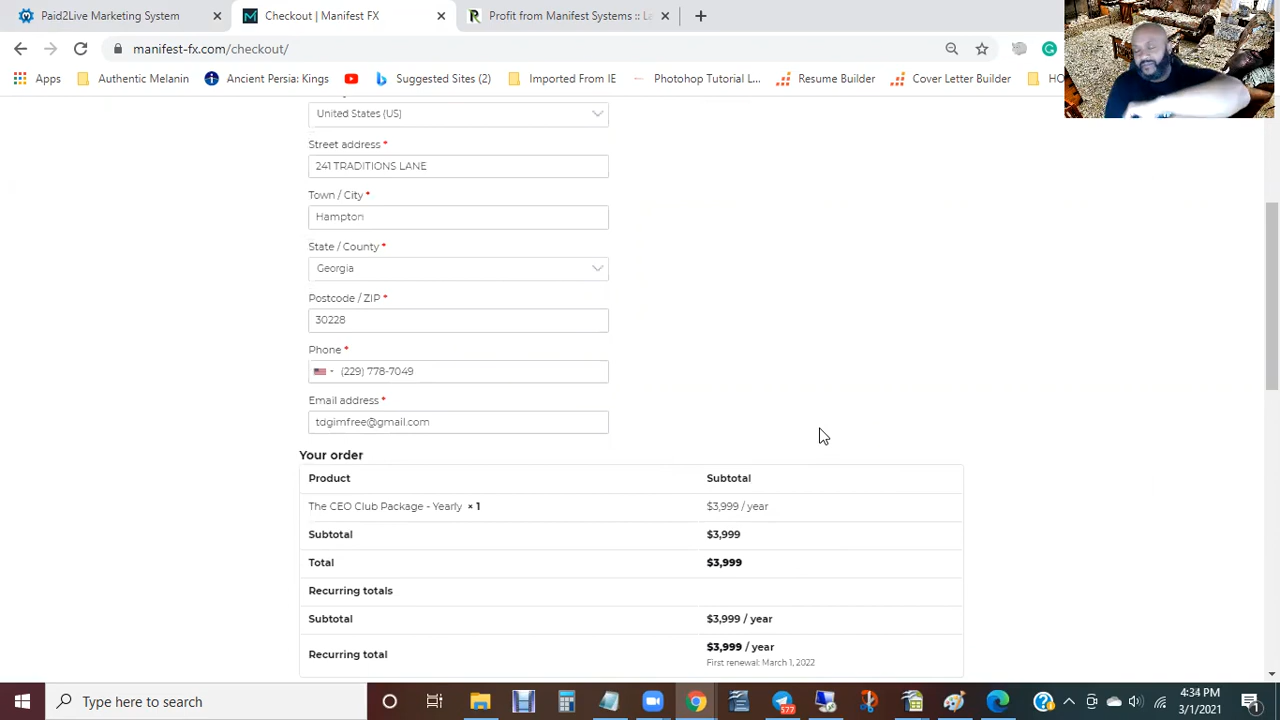 Paid2Live Marketing System
Checkout | Manifest FX
Profit from Manifest Systems :: La
manifest-fx.com/checkout/
Apps
Authentic Melanin
Ancient Persia: Kings
Suggested Sites (2)
Imported From IE
Photohop Tutorial L...
Resume Builder
Cover Letter Builder
HO
United States (US)
Street address *
241 TRADITIONS LANE
Town / City *
Hampton
State / County *
Georgia
Postcode / ZIP *
30228
Phone *
(229) 778-7049
Email address *
tdgimfree@gmail.com
Your order
Product Subtotal
The CEO Club Package - Yearly × 1 $3,999 / year
Subtotal $3,999
Total $3,999
Recurring totals
Subtotal $3,999 / year
Recurring total $3,999 / year
First renewal: March 1, 2022
Type here to search
577
4:34 PM
3/1/2021
1